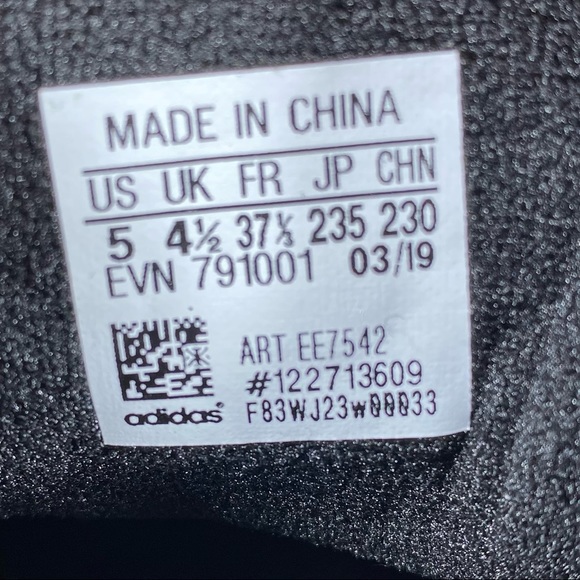 MADE IN CHINA
US UK FR JP CHN
5 4½ 37⅓ 235 230
EVN 791001 03/19
ART EE7542
#122713609
adidas®
F83WJ23W00033